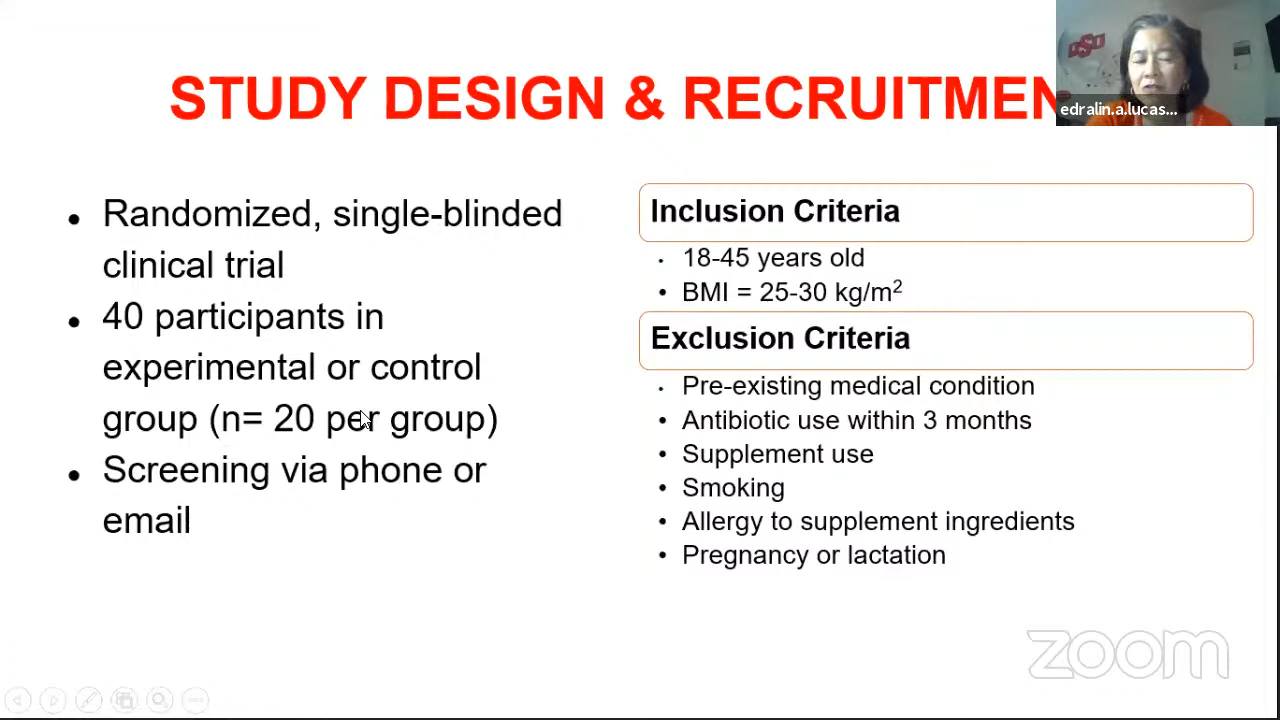 STUDY DESIGN & RECRUITMEN
edralin.a.lucas...
• Randomized, single-blinded
clinical trial
• 40 participants in
experimental or control
group (n= 20 per group)
• Screening via phone or
email
Inclusion Criteria
• 18-45 years old
• BMI = 25-30 kg/m²
Exclusion Criteria
• Pre-existing medical condition
• Antibiotic use within 3 months
• Supplement use
• Smoking
• Allergy to supplement ingredients
• Pregnancy or lactation
zoom